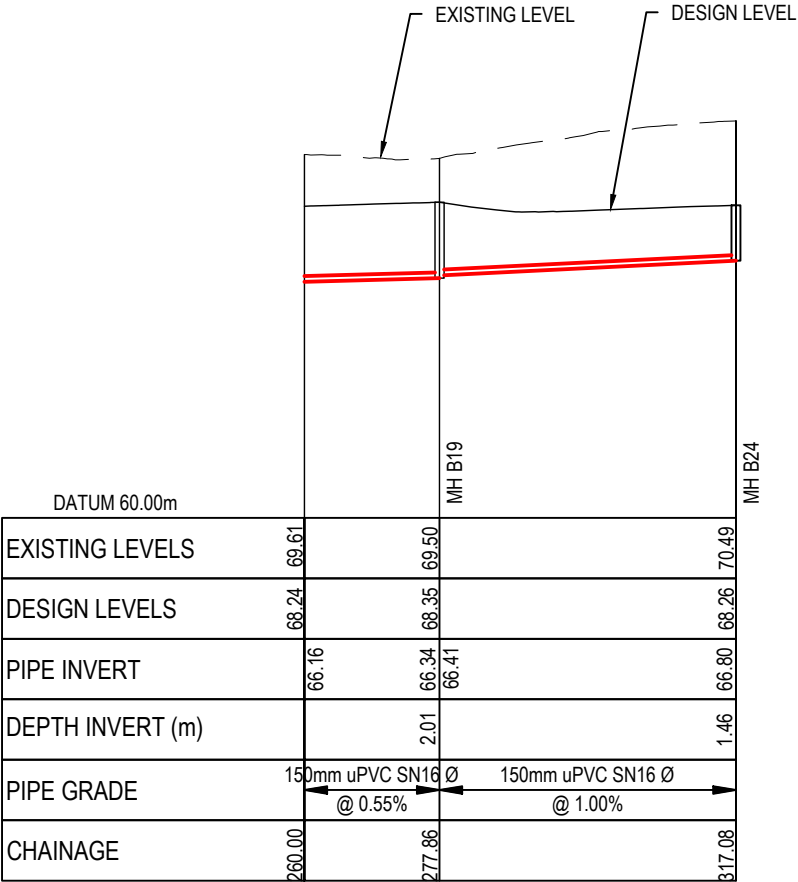 EXISTING LEVEL
DESIGN LEVEL
MH B19
MH B24
DATUM 60.00m
EXISTING LEVELS 69.61 69.50 70.49
DESIGN LEVELS 68.24 68.35 68.26
PIPE INVERT 66.16 66.34 66.41 66.80
DEPTH INVERT (m) 2.01 1.46
PIPE GRADE
150mm uPVC SN16 Ø
@ 0.55%
150mm uPVC SN16 Ø
@ 1.00%
CHAINAGE 260.00 277.86 317.08